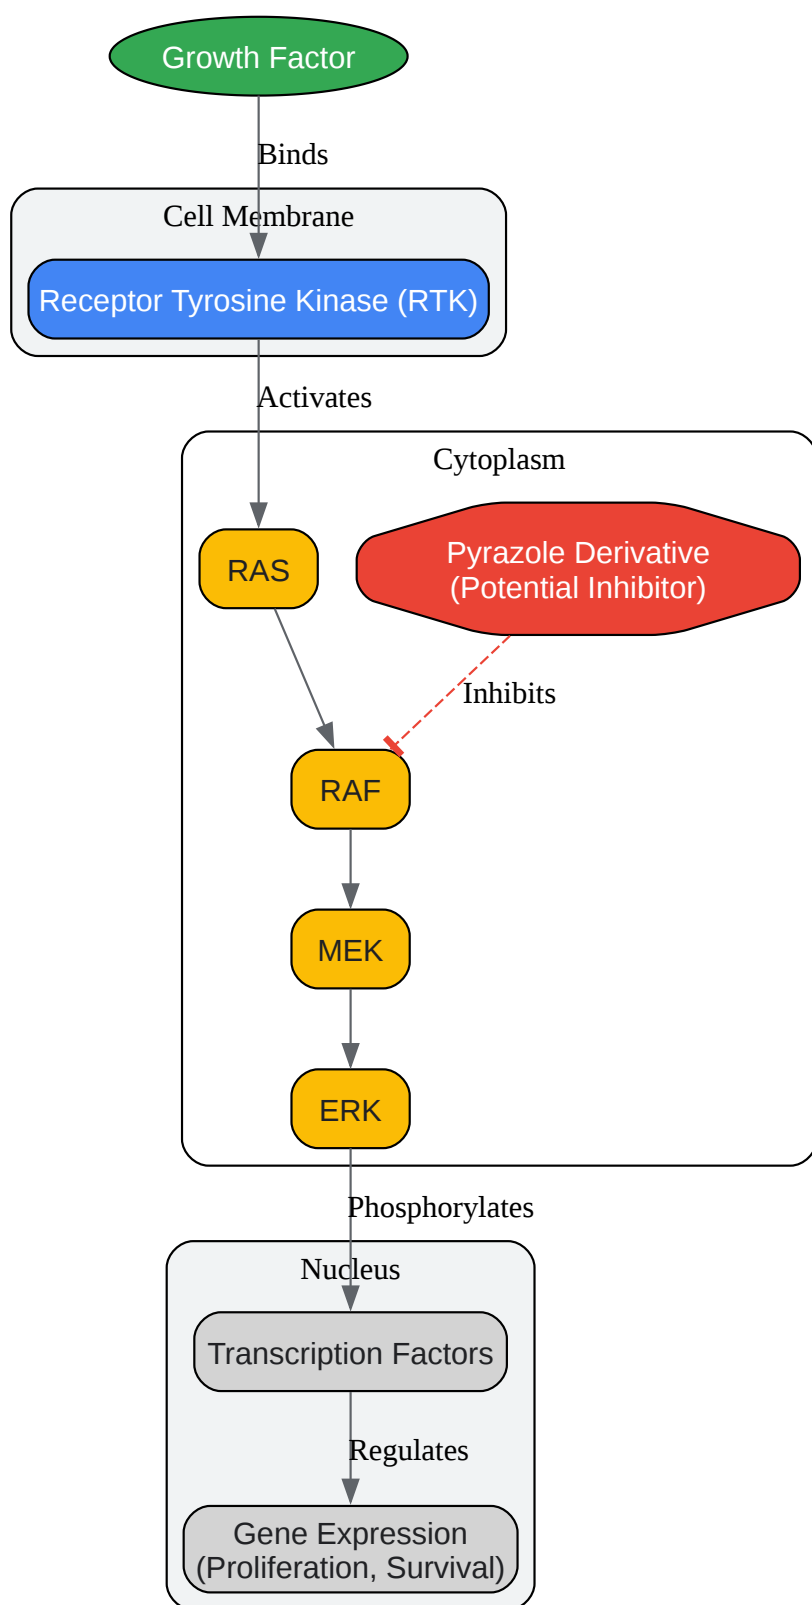 Growth Factor
Binds
Cell Membrane
Receptor Tyrosine Kinase (RTK)
Activates
Cytoplasm
RAS
Pyrazole Derivative
(Potential Inhibitor)
Inhibits
RAF
MEK
ERK
Phosphorylates
Nucleus
Transcription Factors
Regulates
Gene Expression
(Proliferation, Survival)